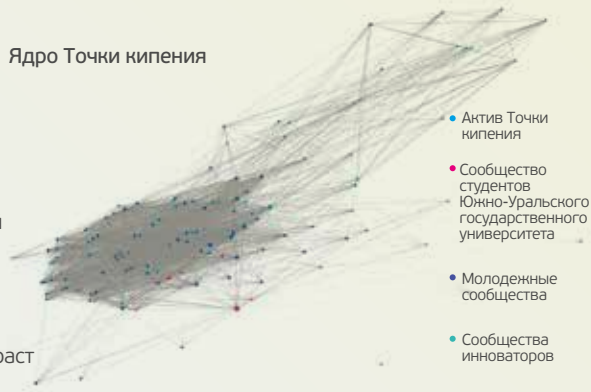 Ядро Точки кипения
Актив Точки
кипения
Сообщество
студентов
Южно-Уральского
государственного
университета
Молодежные
сообщества
Сообщества
инноваторов